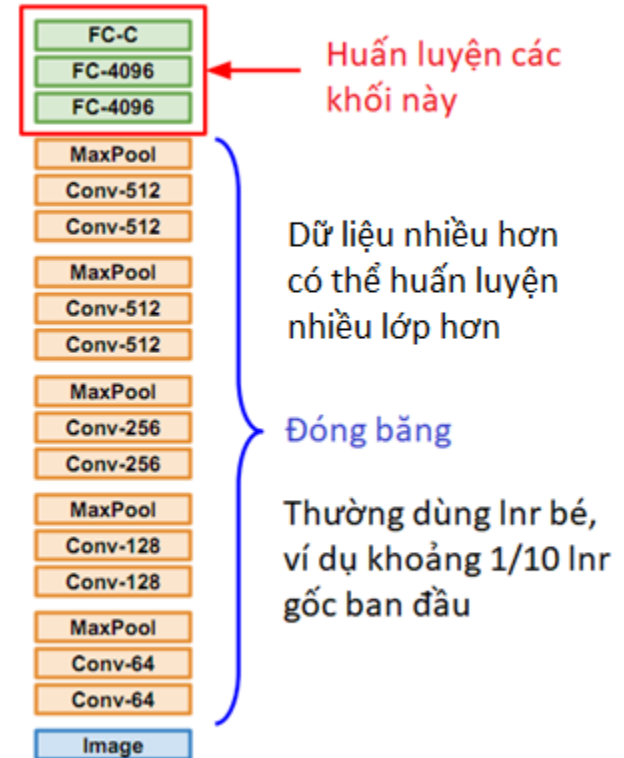 FC-C
FC-4096
FC-4096
Huấn luyện các
khối này
MaxPool
Conv-512
Conv-512
MaxPool
Conv-512
Conv-512
MaxPool
Conv-256
Conv-256
MaxPool
Conv-128
Conv-128
MaxPool
Conv-64
Conv-64
Image
Dữ liệu nhiều hơn
có thể huấn luyện
nhiều lớp hơn
Đóng băng
Thường dùng lnr bé,
ví dụ khoảng 1/10 lnr
gốc ban đầu